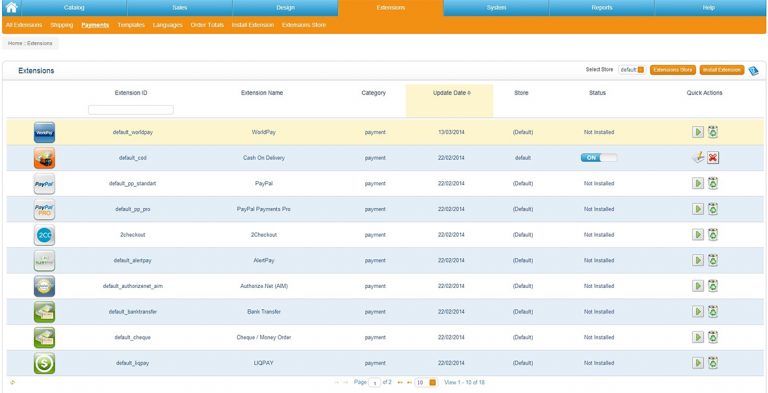 Catalog Sales Design Extensions System Reports Help
All Extensions Shipping Payments Templates Languages Order Totals Install Extension Extensions Store
Home :: Extensions
Extensions Select Store default Extensions Store Install Extension
Extension ID Extension Name Category Update Date Store Status Quick Actions
WorldPay default_worldpay WorldPay payment 13/03/2014 (Default) Not Installed
default_cod Cash On Delivery payment 22/02/2014 default ON
PayPal default_pp_standart PayPal payment 22/02/2014 (Default) Not Installed
PayPal PRO default_pp_pro PayPal Payments Pro payment 22/02/2014 (Default) Not Installed
2CO 2checkout 2Checkout payment 22/02/2014 (Default) Not Installed
default_alertpay AlertPay payment 22/02/2014 (Default) Not Installed
default_authorizenet_aim Authorize.Net (AIM) payment 22/02/2014 (Default) Not Installed
default_banktransfer Bank Transfer payment 22/02/2014 (Default) Not Installed
default_cheque Cheque / Money Order payment 22/02/2014 (Default) Not Installed
default_liqpay LIQPAY payment 22/02/2014 (Default) Not Installed
Page 1 of 2 10 View 1 - 10 of 18